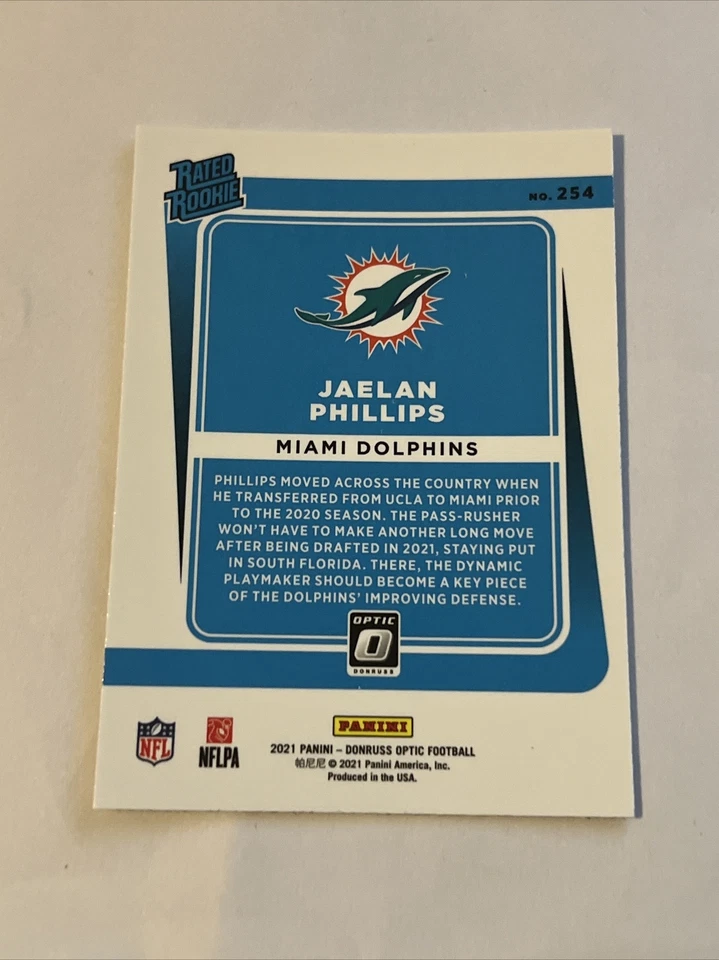 RATED
ROOKIE
NO. 254
JAELAN
PHILLIPS
MIAMI DOLPHINS
PHILLIPS MOVED ACROSS THE COUNTRY WHEN
HE TRANSFERRED FROM UCLA TO MIAMI PRIOR
TO THE 2020 SEASON. THE PASS-RUSHER
WON'T HAVE TO MAKE ANOTHER LONG MOVE
AFTER BEING DRAFTED IN 2021, STAYING PUT
IN SOUTH FLORIDA. THERE, THE DYNAMIC
PLAYMAKER SHOULD BECOME A KEY PIECE
OF THE DOLPHINS' IMPROVING DEFENSE.
OPTIC
O
DONRUSS
NFL
NFLPA
PANINI
2021 PANINI – DONRUSS OPTIC FOOTBALL
帕尼尼 © 2021 Panini America, Inc.
Produced in the USA.